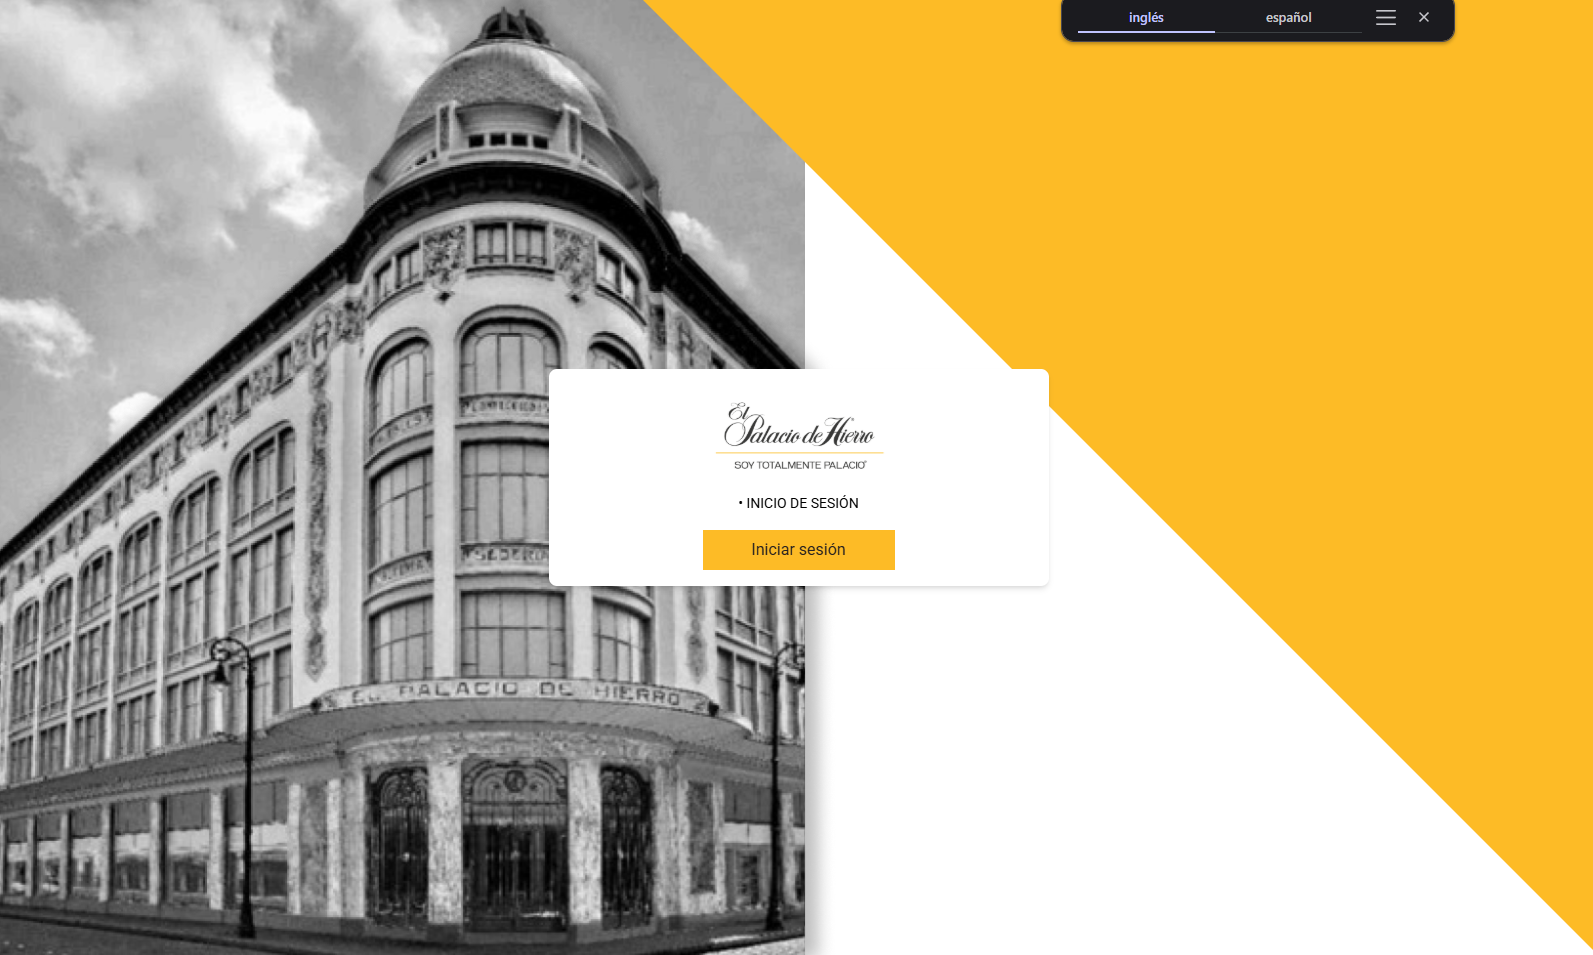 inglés
español
El
Palacio de Hierro
SOY TOTALMENTE PALACIO®
• INICIO DE SESIÓN
Iniciar sesión
EL PALACIO DE HIERRO